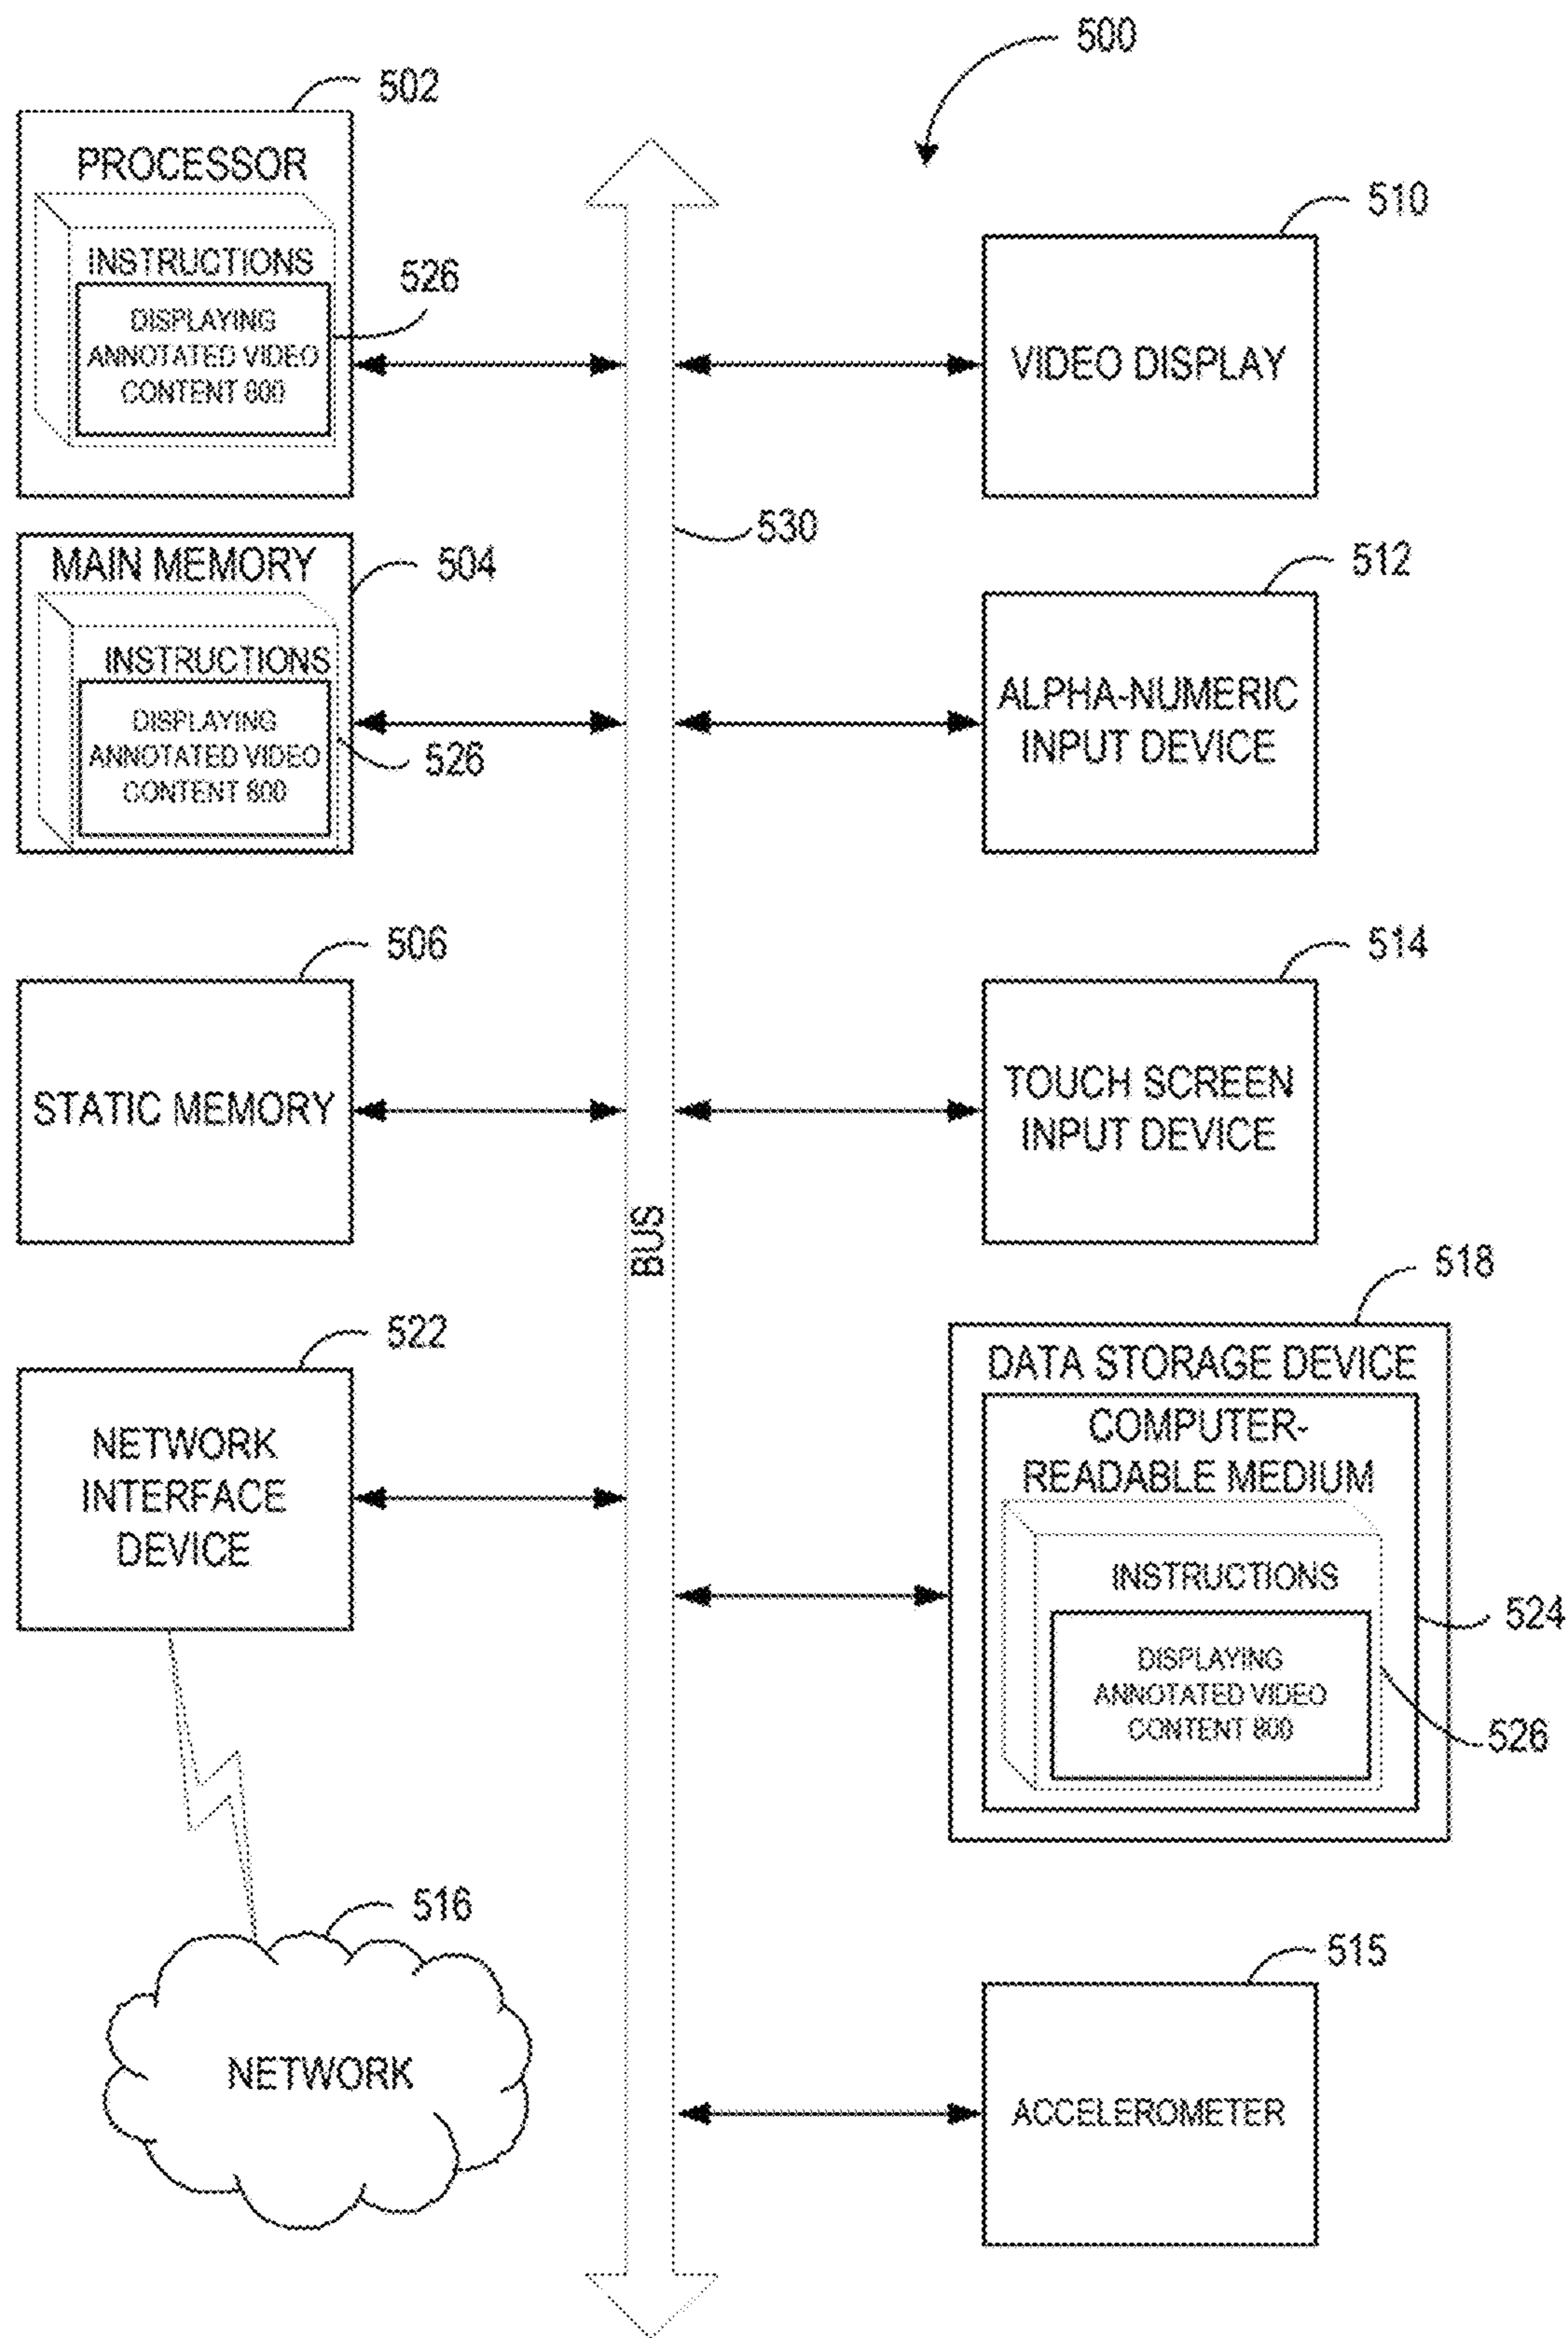 500
502
PROCESSOR
INSTRUCTIONS
526
DISPLAYING
ANNOTATED VIDEO
CONTENT 800
510
VIDEO DISPLAY
530
MAIN MEMORY
504
INSTRUCTIONS
DISPLAYING
ANNOTATED VIDEO
CONTENT 800
526
512
ALPHA-NUMERIC
INPUT DEVICE
506
STATIC MEMORY
514
TOUCH SCREEN
INPUT DEVICE
BUS
522
NETWORK
INTERFACE
DEVICE
518
DATA STORAGE DEVICE
COMPUTER-
READABLE MEDIUM
INSTRUCTIONS
524
DISPLAYING
ANNOTATED VIDEO
CONTENT 800
526
516
NETWORK
515
ACCELEROMETER